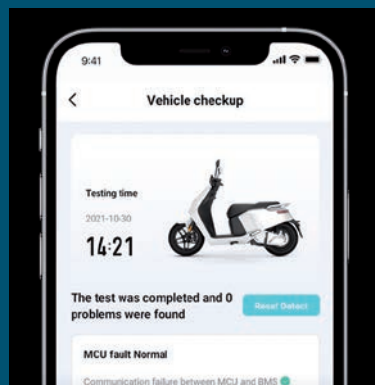 9:41
Vehicle checkup
Testing time
2021-10-30
14:21
The test was completed and 0
problems were found
Reset Detect
MCU fault Normal
Communication failure between MCU and BMS